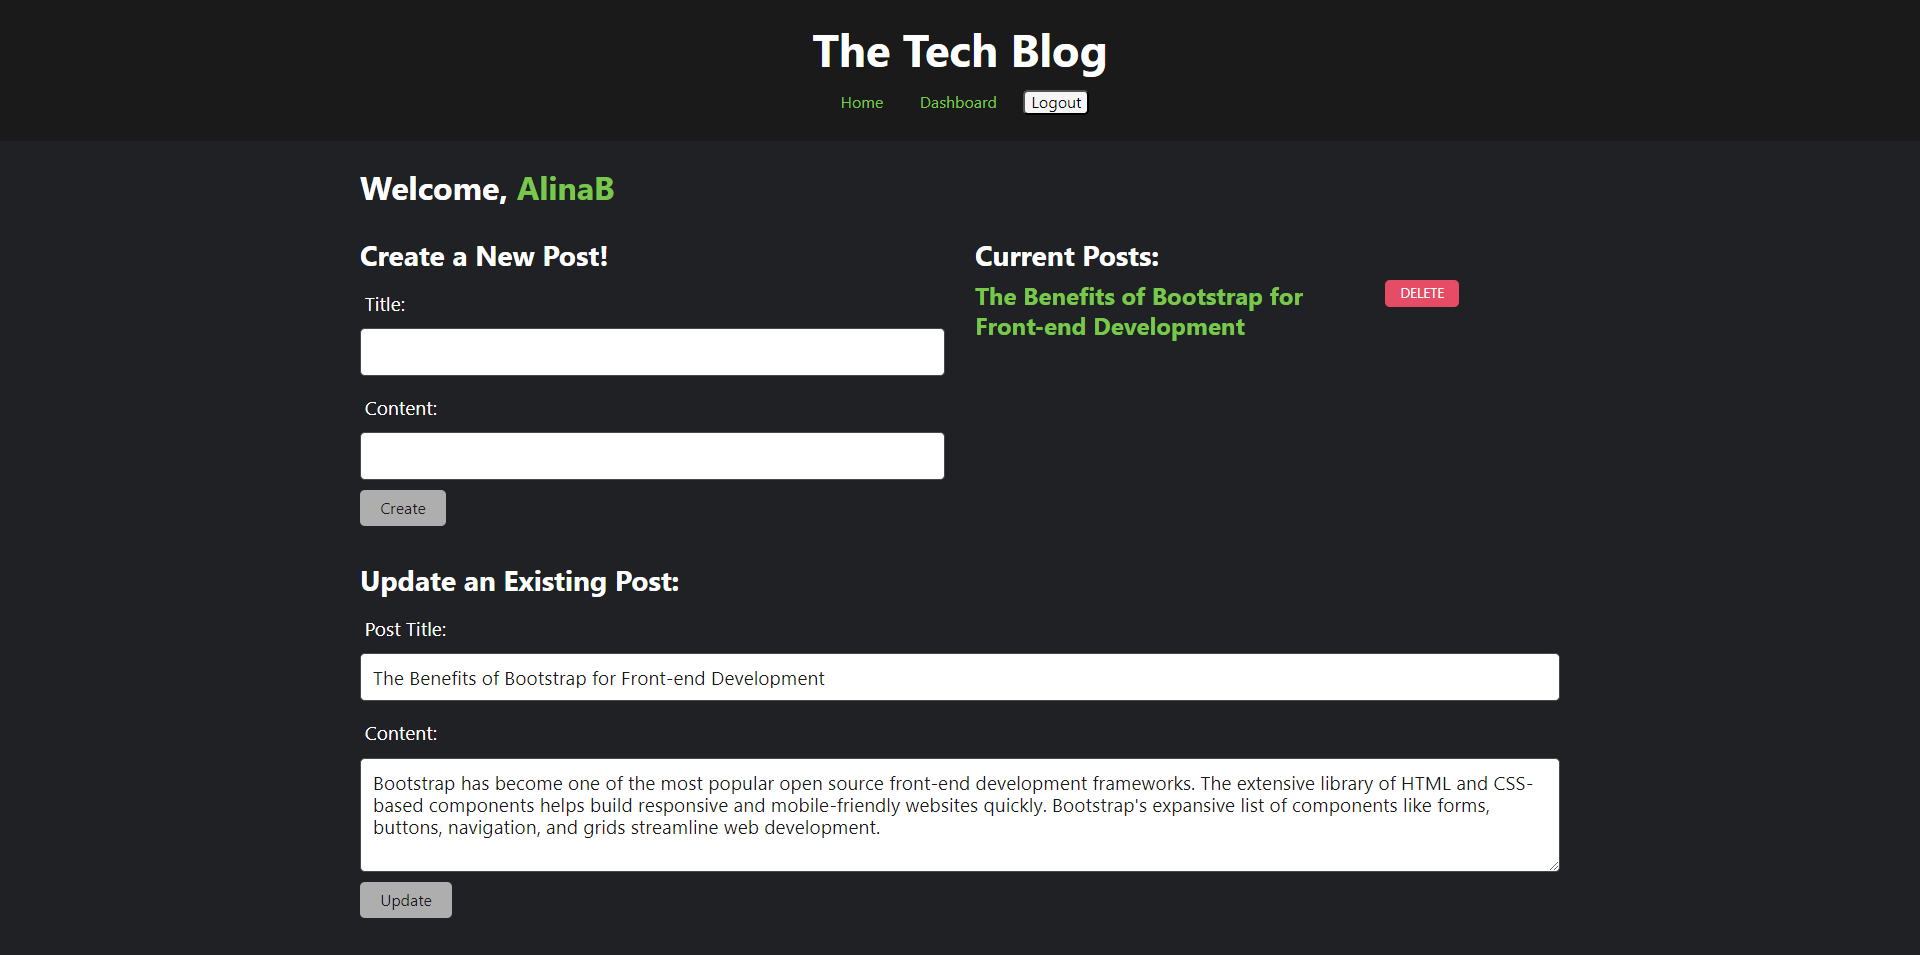 The Tech Blog
Home Dashboard Logout
Welcome, AlinaB
Create a New Post!
Title:
Content:
Create
Current Posts:
The Benefits of Bootstrap for
Front-end Development
DELETE
Update an Existing Post:
Post Title:
The Benefits of Bootstrap for Front-end Development
Content:
Bootstrap has become one of the most popular open source front-end development frameworks. The extensive library of HTML and CSS-
based components helps build responsive and mobile-friendly websites quickly. Bootstrap's expansive list of components like forms,
buttons, navigation, and grids streamline web development.
Update